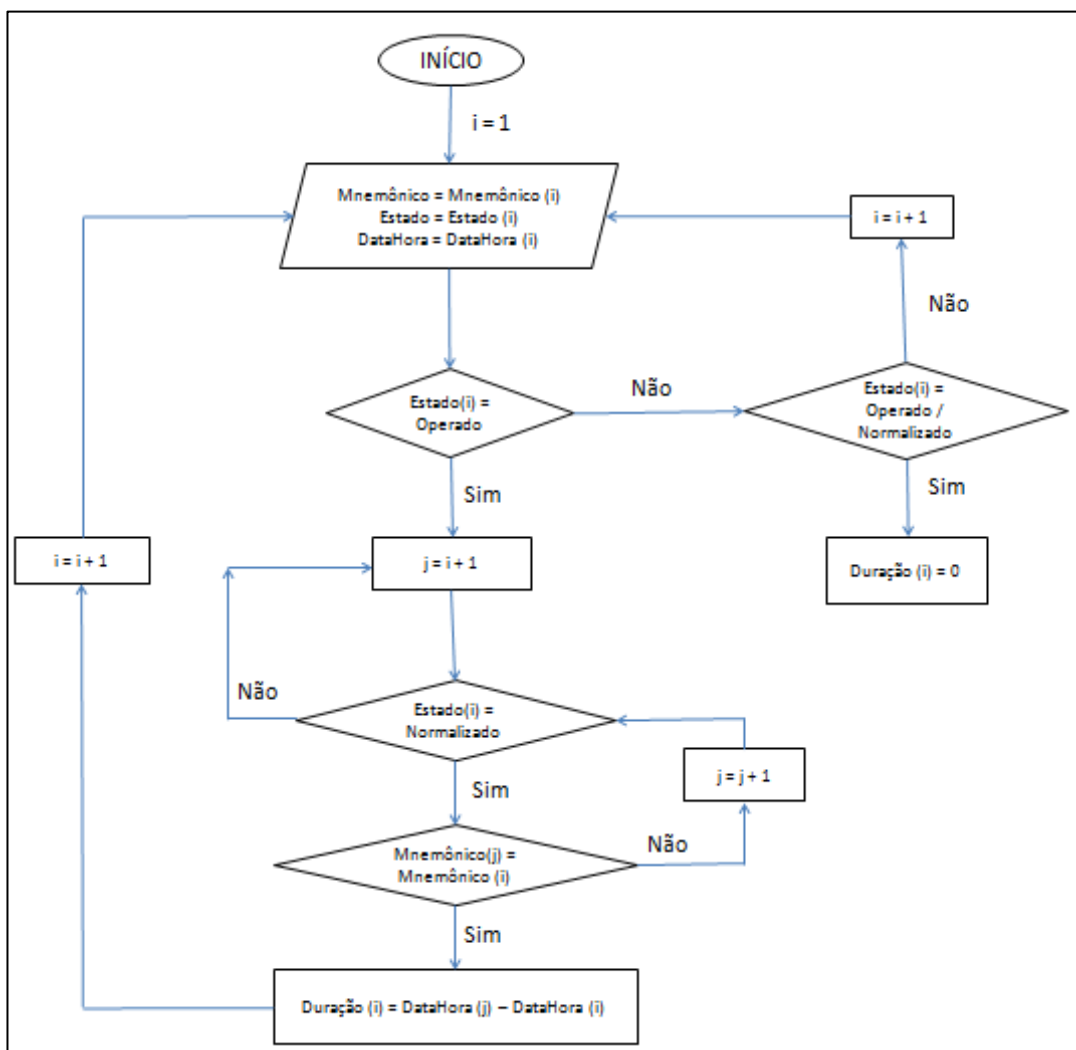 INÍCIO
i = 1
Mnemônico = Mnemônico (i)
Estado = Estado (i)
DataHora = DataHora (i)
i = i + 1
Não
Estado(i) =
Operado
Não
Estado(i) =
Operado /
Normalizado
Sim
Sim
i = i + 1
j = i + 1
Duração (i) = 0
Não
Estado(i) =
Normalizado
j = j + 1
Sim
Mnemônico(j) =
Mnemônico (i)
Não
Sim
Duração (i) = DataHora (j) – DataHora (i)